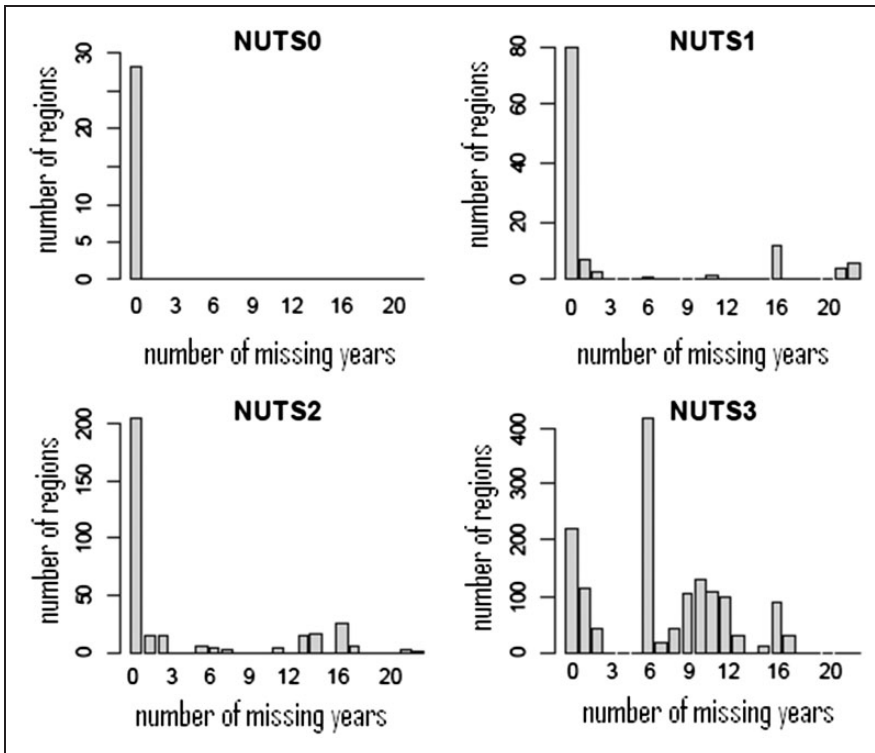 NUTS0
number of regions
30
20
10
5
0
0 3 6 9 12 16 20
number of missing years
NUTS1
number of regions
80
60
40
20
0
0 3 6 9 12 16 20
number of missing years
NUTS2
number of regions
200
150
100
50
0
0 3 6 9 12 16 20
number of missing years
NUTS3
number of regions
400
300
200
100
0
0 3 6 9 12 16 20
number of missing years